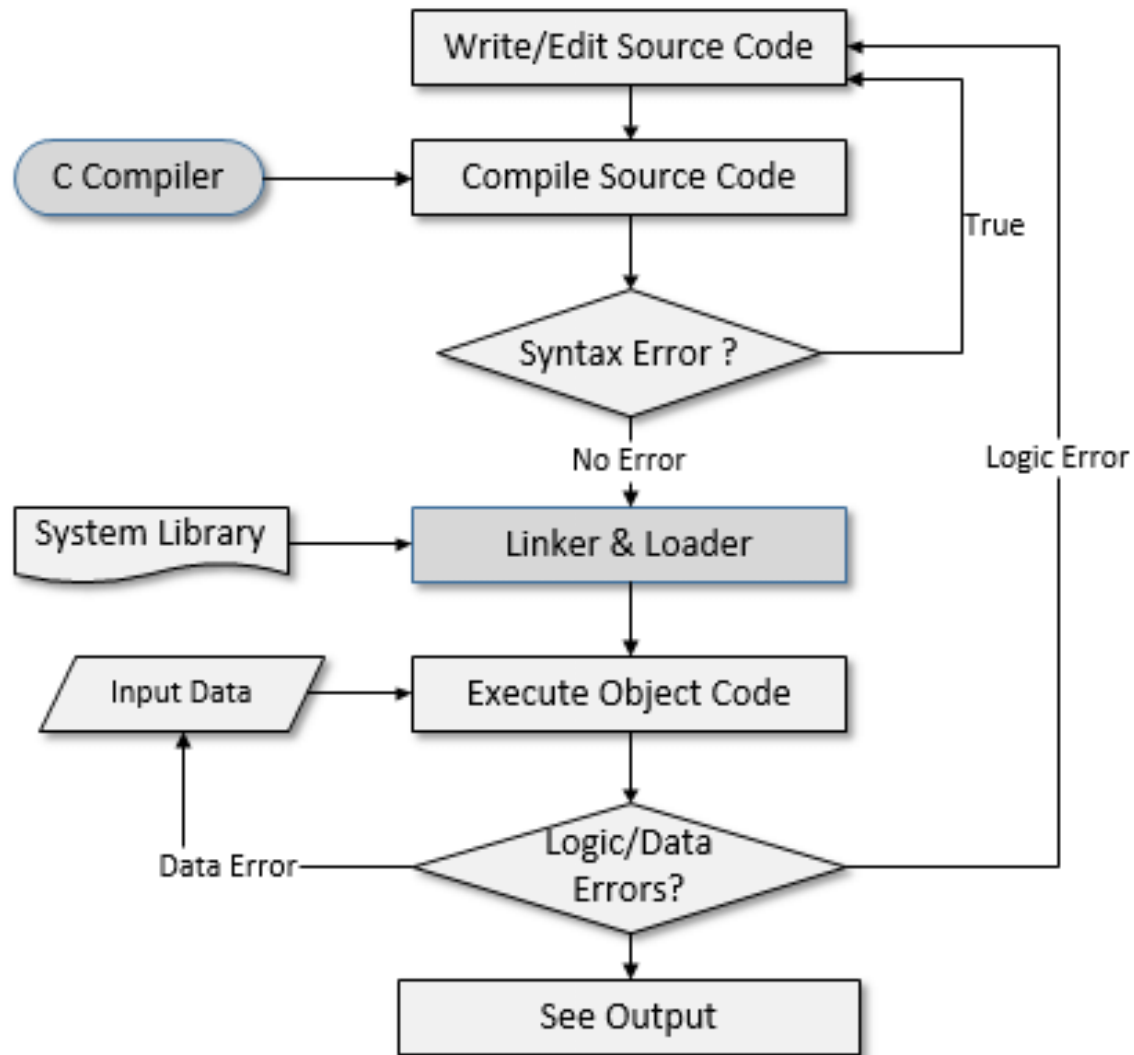 Write/Edit Source Code
C Compiler
Compile Source Code
True
Syntax Error ?
No Error
Logic Error
System Library
Linker & Loader
Input Data
Execute Object Code
Logic/Data
Errors?
Data Error
See Output